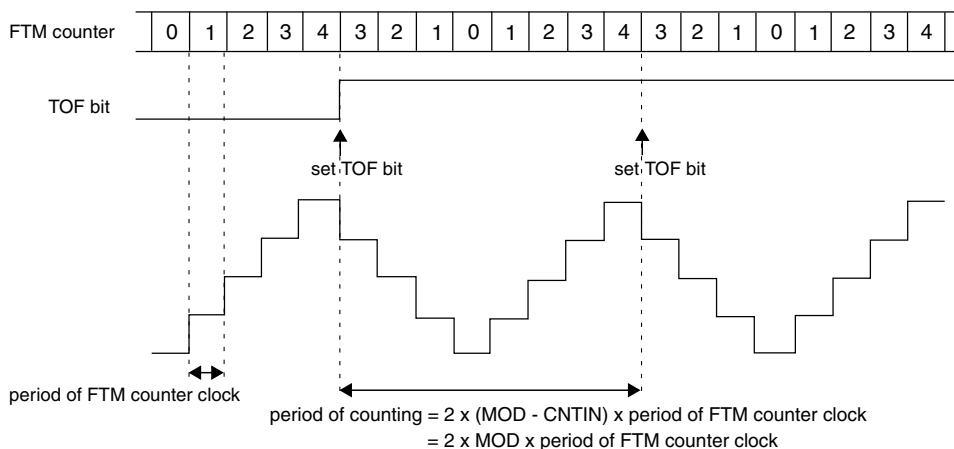 FTM counter 0 1 2 3 4 3 2 1 0 1 2 3 4 3 2 1 0 1 2 3 4
TOF bit
set TOF bit set TOF bit
period of FTM counter clock
period of counting = 2 x (MOD - CNTIN) x period of FTM counter clock
= 2 x MOD x period of FTM counter clock